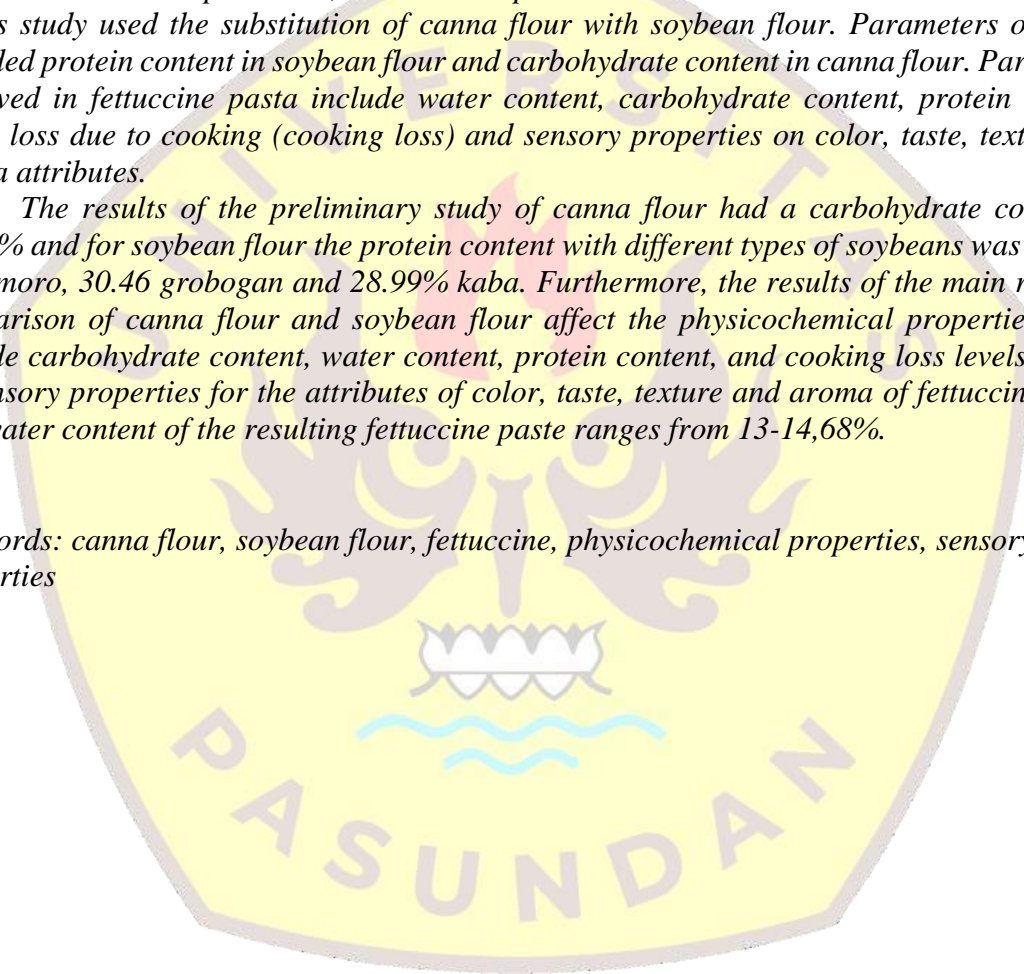 s study used the substitution of canna flour with soybean flour. Parameters o
ded protein content in soybean flour and carbohydrate content in canna flour. Par
ved in fettuccine pasta include water content, carbohydrate content, protein
loss due to cooking (cooking loss) and sensory properties on color, taste, text
a attributes.
The results of the preliminary study of canna flour had a carbohydrate co
% and for soybean flour the protein content with different types of soybeans was
moro, 30.46 grobogan and 28.99% kaba. Furthermore, the results of the main r
arison of canna flour and soybean flour affect the physicochemical propertie
de carbohydrate content, water content, protein content, and cooking loss levels
nsory properties for the attributes of color, taste, texture and aroma of fettuccin
vater content of the resulting fettuccine paste ranges from 13-14,68%.
ords: canna flour, soybean flour, fettuccine, physicochemical properties, sensory
rties
UNIVERSITAS
PASUNDAN